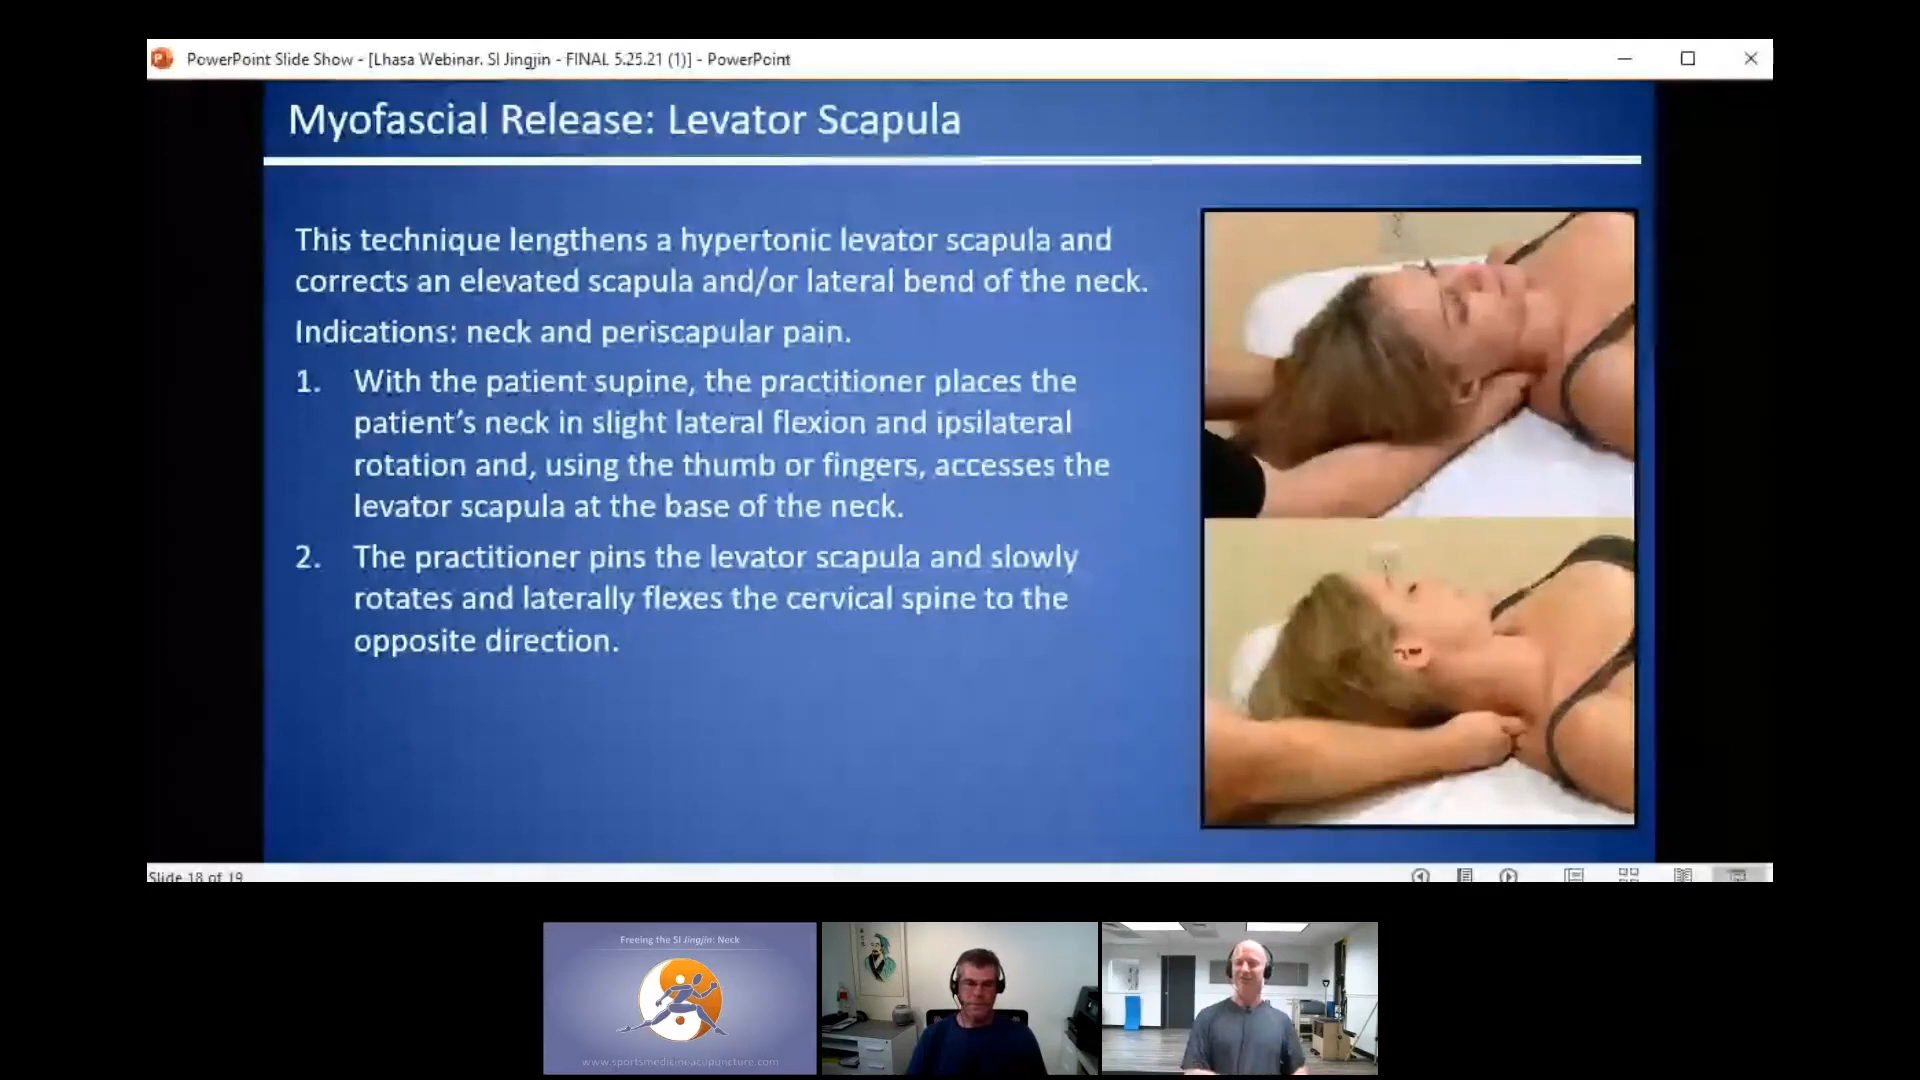 PowerPoint Slide Show - [Lhasa Webinar. SI Jingjin - FINAL 5.25.21 (1)] - PowerPoint
Myofascial Release: Levator Scapula
This technique lengthens a hypertonic levator scapula and
corrects an elevated scapula and/or lateral bend of the neck.
Indications: neck and periscapular pain.
1. With the patient supine, the practitioner places the
patient's neck in slight lateral flexion and ipsilateral
rotation and, using the thumb or fingers, accesses the
levator scapula at the base of the neck.
2. The practitioner pins the levator scapula and slowly
rotates and laterally flexes the cervical spine to the
opposite direction.
Slide 18 of 19
Freeing the SI Jingjin: Neck
www.sportsmedicineacupuncture.com